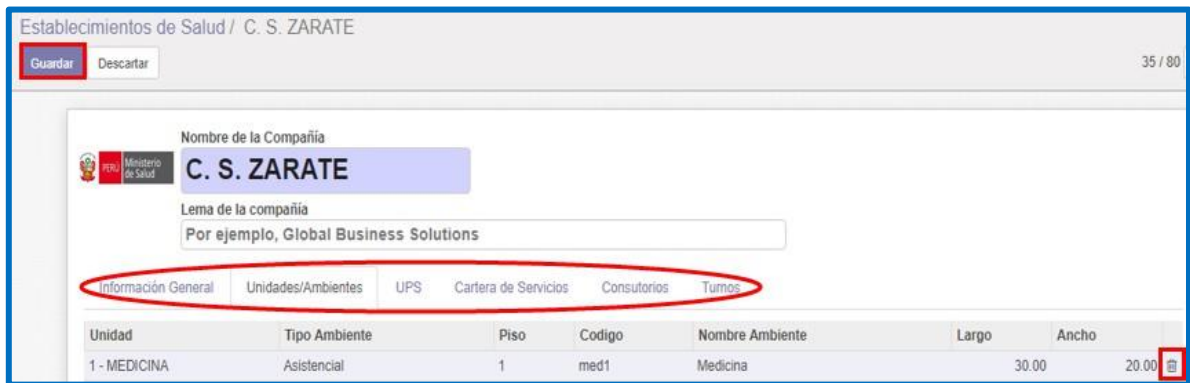 Establecimientos de Salud / C. S. ZARATE
Guardar Descartar 35 / 80
Nombre de la Compañía
PERÚ Ministerio de Salud
C. S. ZARATE
Lema de la compañía
Por ejemplo, Global Business Solutions
Información General Unidades/Ambientes UPS Cartera de Servicios Consutorios Turnos
Unidad Tipo Ambiente Piso Codigo Nombre Ambiente Largo Ancho
1 - MEDICINA Asistencial 1 med1 Medicina 30.00 20.00